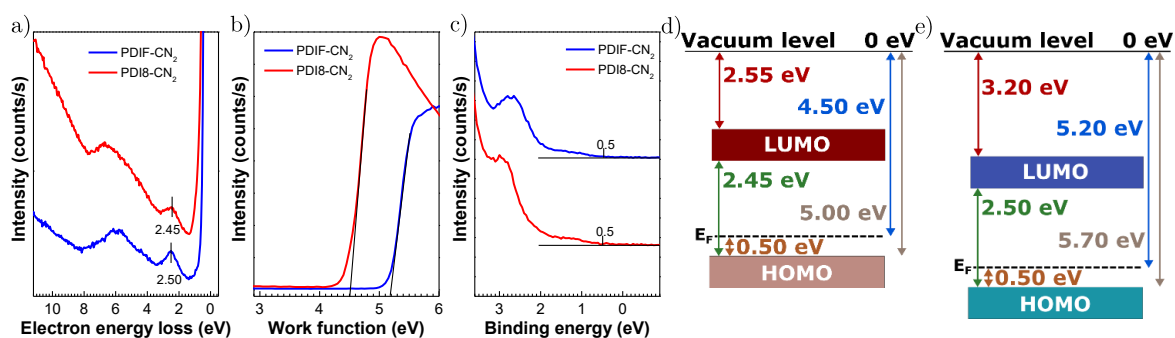 a)
PDIF-CN2
PDI8-CN2
2.45
2.50
10 8 6 4 2 0
Electron energy loss (eV)
Intensity (counts/s)
b)
PDIF-CN2
PDI8-CN2
3 4 5 6
Work function (eV)
Intensity (counts/s)
c)
PDIF-CN2
PDI8-CN2
0.5
0.5
3 2 1 0
Binding energy (eV)
Intensity (counts/s)
d)
Vacuum level 0 eV
2.55 eV
4.50 eV
LUMO
2.45 eV
5.00 eV
EF
0.50 eV
HOMO
e)
Vacuum level 0 eV
3.20 eV
5.20 eV
LUMO
2.50 eV
5.70 eV
EF
0.50 eV
HOMO